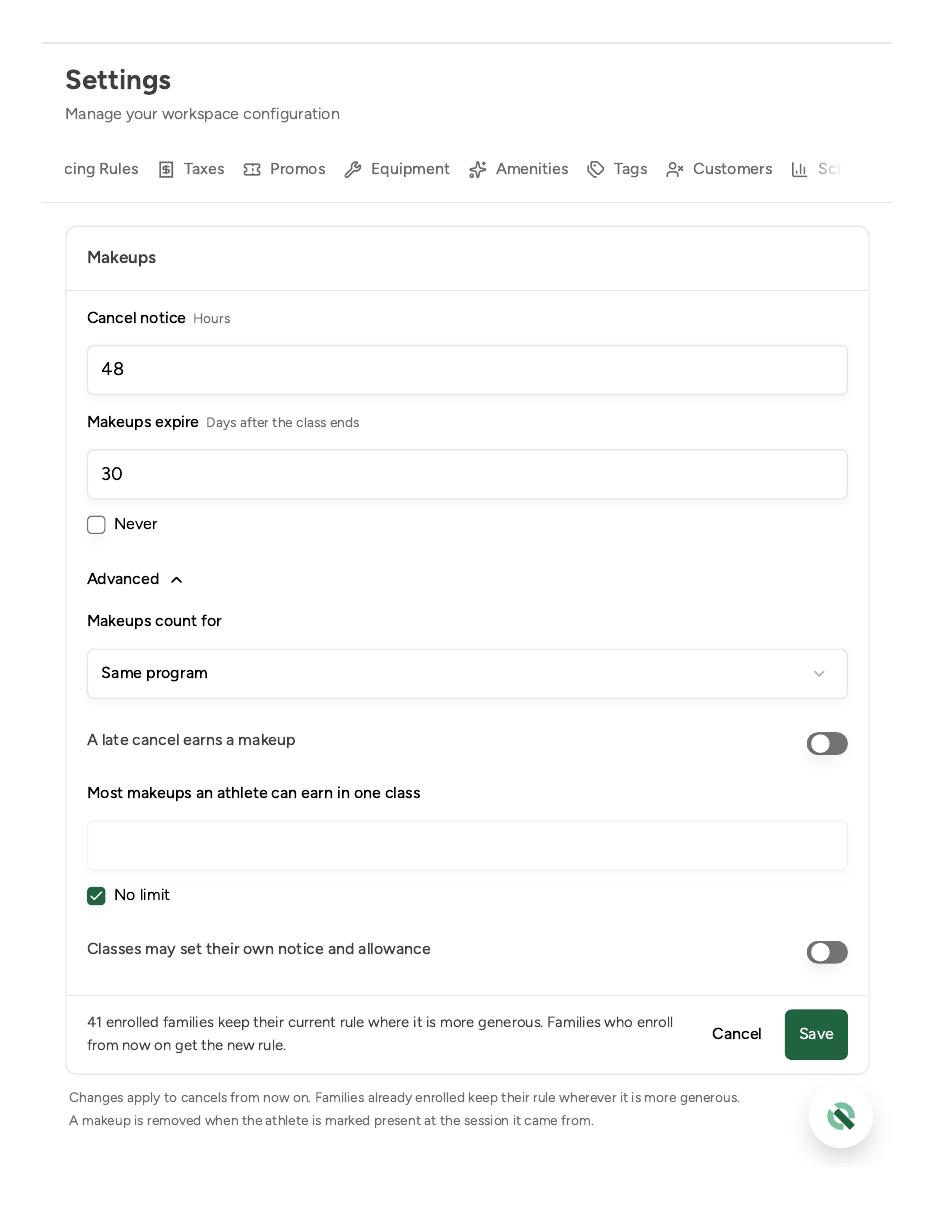 Settings
Manage your workspace configuration
cing Rules Taxes Promos Equipment Amenities Tags Customers
Makeups
Cancel notice Hours
48
Makeups expire Days after the class ends
30
Never
Advanced
Makeups count for
Same program
A late cancel earns a makeup
Most makeups an athlete can earn in one class
No limit
Classes may set their own notice and allowance
41 enrolled families keep their current rule where it is more generous. Families who enroll
from now on get the new rule.
Cancel Save
Changes apply to cancels from now on. Families already enrolled keep their rule wherever it is more generous.
A makeup is removed when the athlete is marked present at the session it came from.